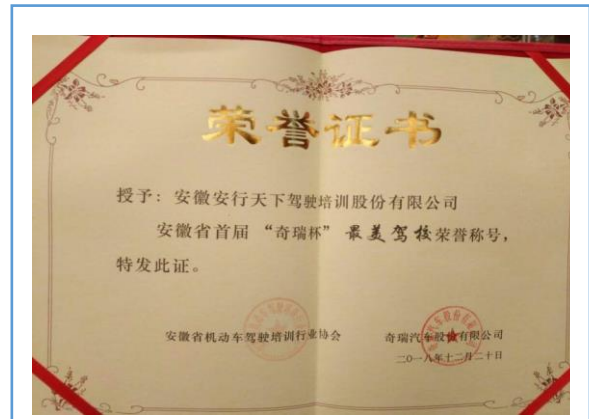 荣誉证书
授予：安徽安行天下驾驶培训股份有限公司
安徽省首届“奇瑞杯”最美驾校荣誉称号，
特发此证。
安徽省机动车驾驶培训行业协会 奇瑞汽车股份有限公司
二〇一八年十二月二十日